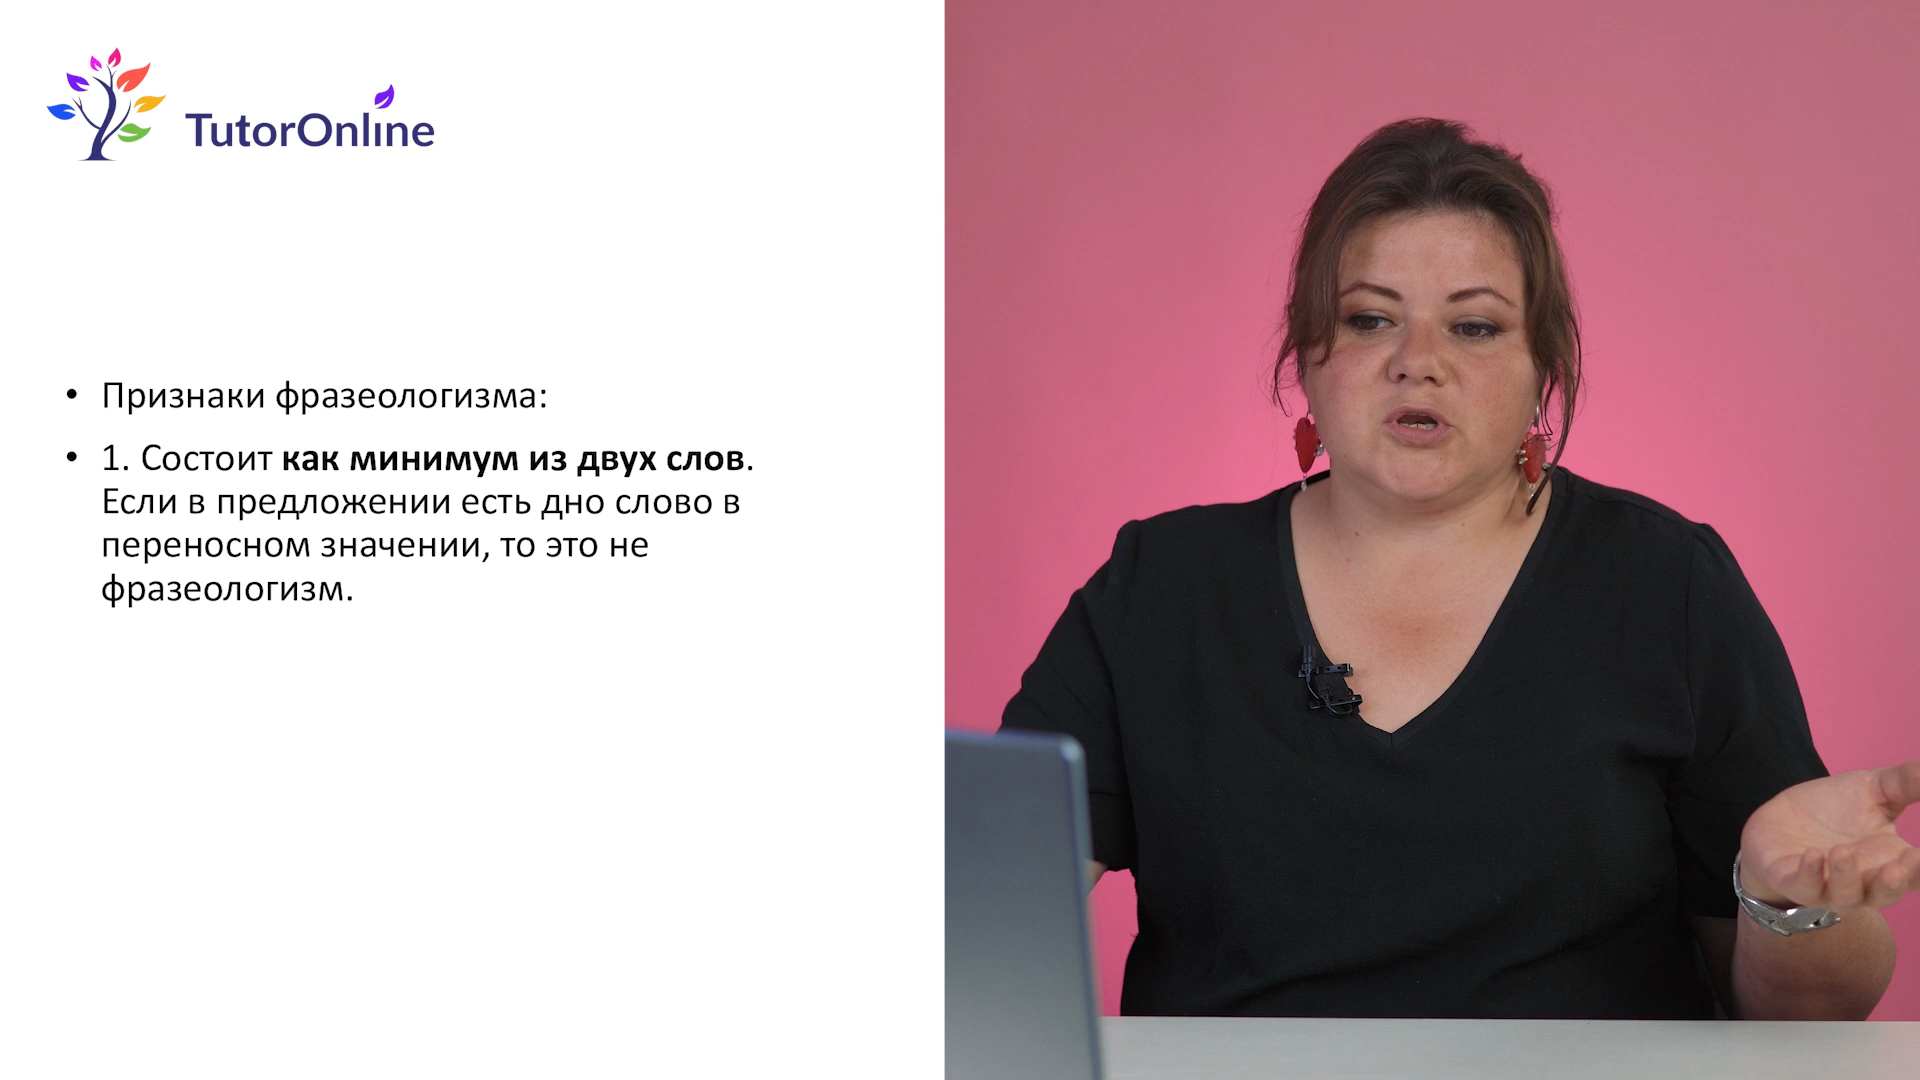 TutorOnline
• Признаки фразеологизма:
• 1. Состоит как минимум из двух слов.
Если в предложении есть дно слово в
переносном значении, то это не
фразеологизм.